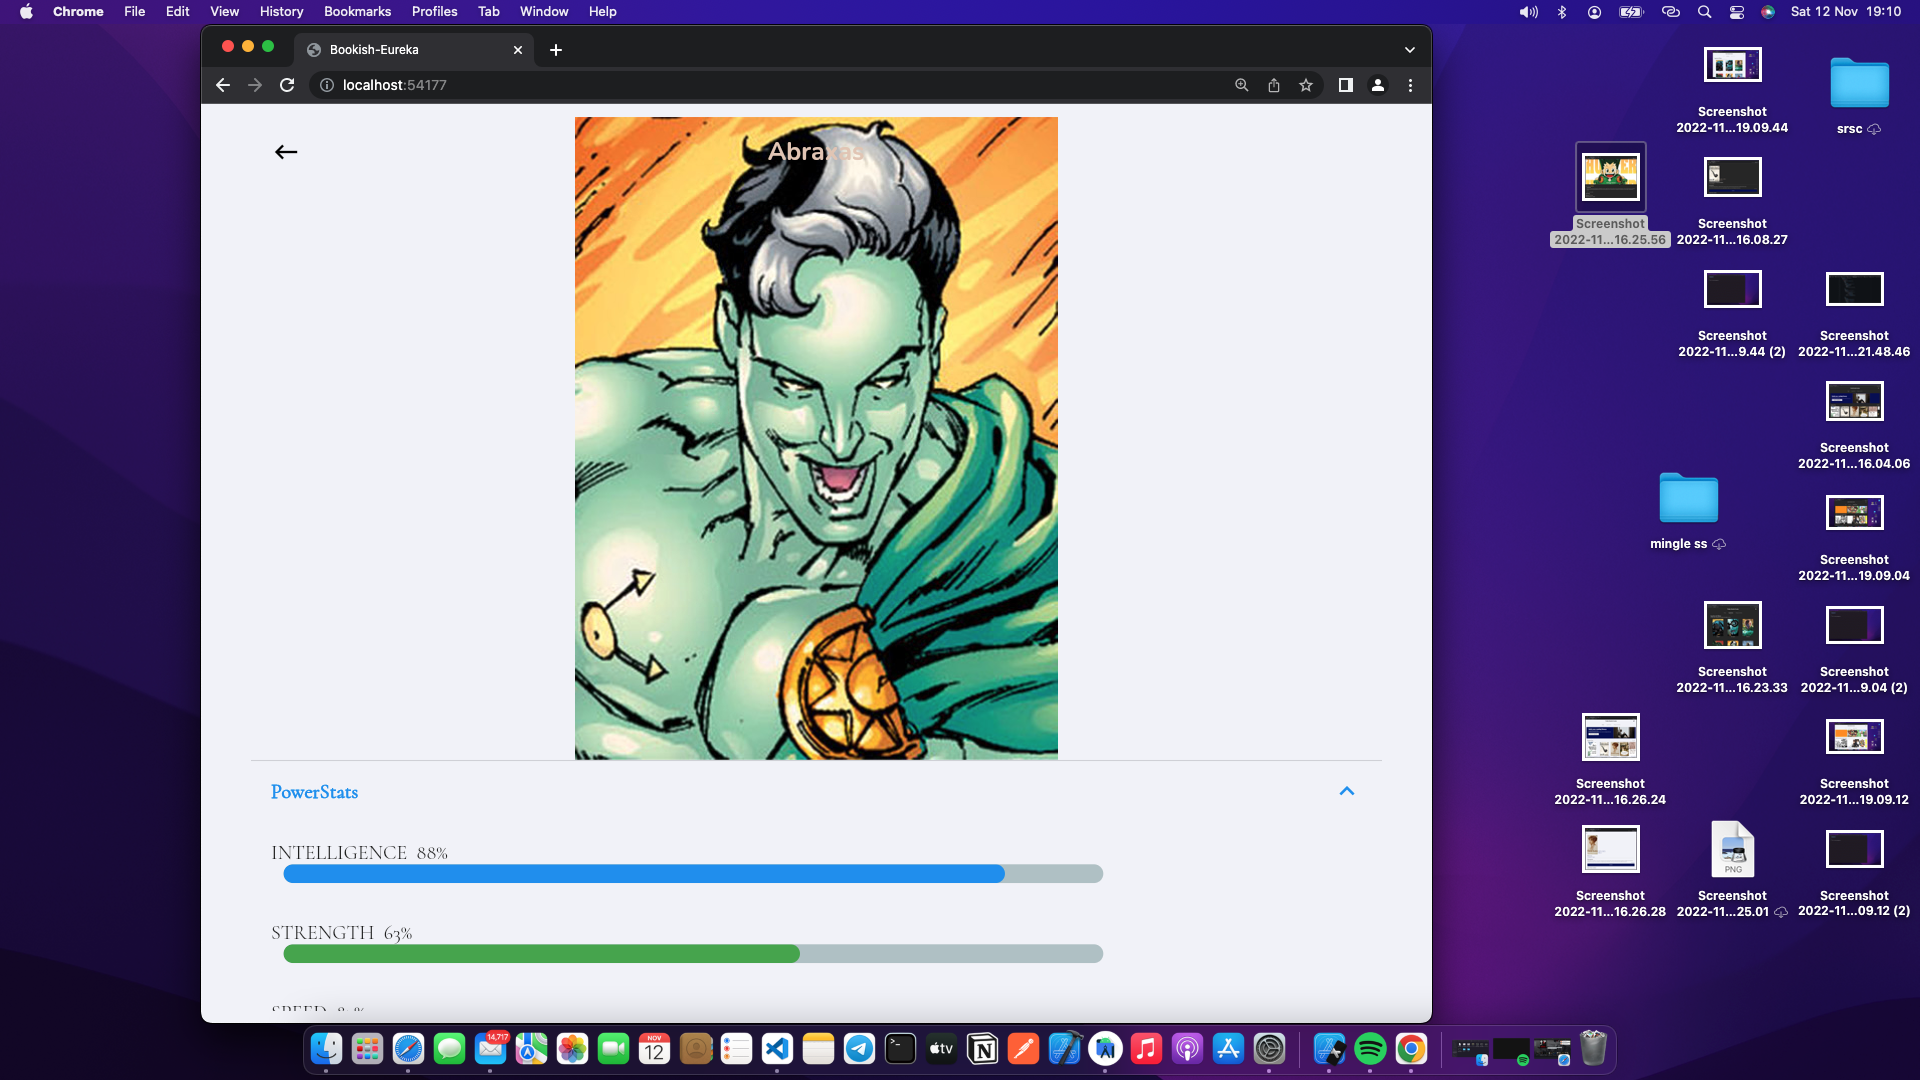 Chrome File Edit View History Bookmarks Profiles Tab Window Help
Sat 12 Nov 19:10
Bookish-Eureka
localhost:54177
Abraxas
PowerStats
INTELLIGENCE 88%
STRENGTH 63%
Screenshot
2022-11...19.09.44
srsc
Screenshot
2022-11...16.25.56
Screenshot
2022-11...16.08.27
Screenshot
2022-11...9.44 (2)
Screenshot
2022-11...21.48.46
Screenshot
2022-11...16.04.06
mingle ss
Screenshot
2022-11...19.09.04
Screenshot
2022-11...16.23.33
Screenshot
2022-11...9.04 (2)
Screenshot
2022-11...16.26.24
Screenshot
2022-11...19.09.12
PNG
Screenshot
2022-11...16.26.28
Screenshot
2022-11...25.01
Screenshot
2022-11...09.12 (2)
14,717
NOV
12
tv